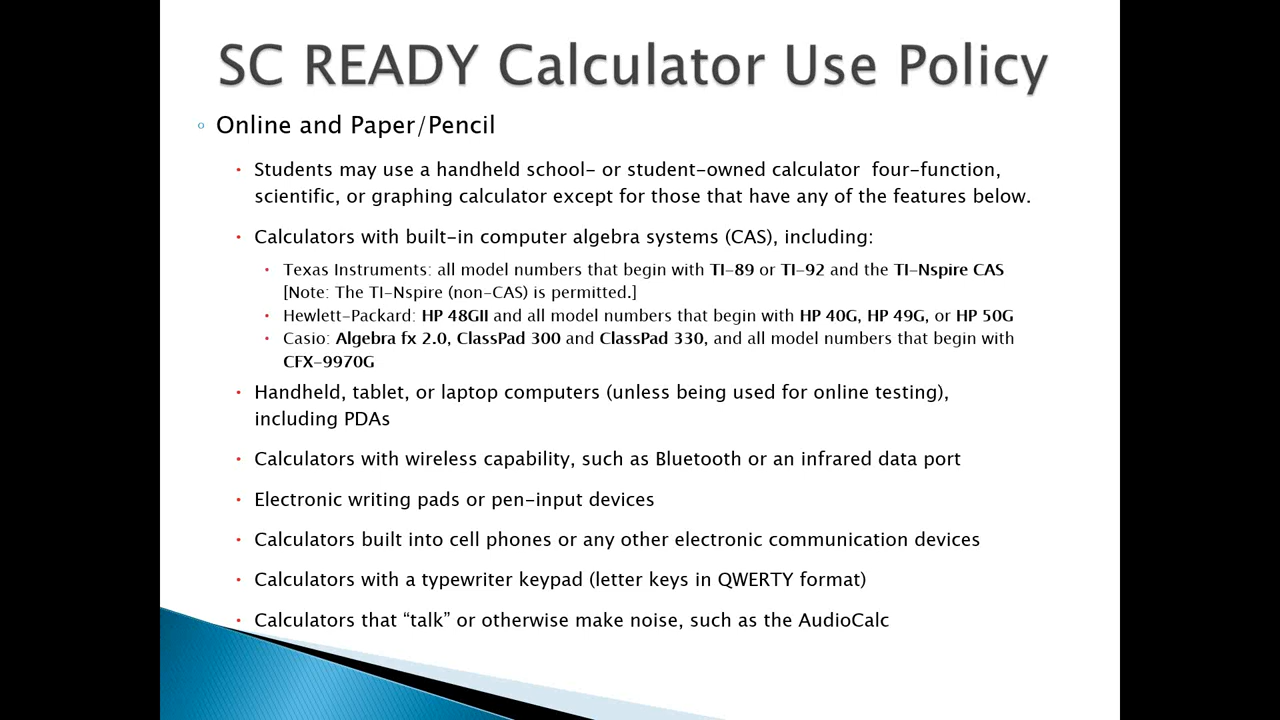 SC READY Calculator Use Policy
Online and Paper/Pencil
Students may use a handheld school- or student-owned calculator four-function,
scientific, or graphing calculator except for those that have any of the features below.
Calculators with built-in computer algebra systems (CAS), including:
Texas Instruments: all model numbers that begin with TI-89 or TI-92 and the TI-Nspire CAS
[Note: The TI-Nspire (non-CAS) is permitted.]
Hewlett-Packard: HP 48GII and all model numbers that begin with HP 40G, HP 49G, or HP 50G
Casio: Algebra fx 2.0, ClassPad 300 and ClassPad 330, and all model numbers that begin with
CFX-9970G
Handheld, tablet, or laptop computers (unless being used for online testing),
including PDAs
Calculators with wireless capability, such as Bluetooth or an infrared data port
Electronic writing pads or pen-input devices
Calculators built into cell phones or any other electronic communication devices
Calculators with a typewriter keypad (letter keys in QWERTY format)
Calculators that “talk” or otherwise make noise, such as the AudioCalc